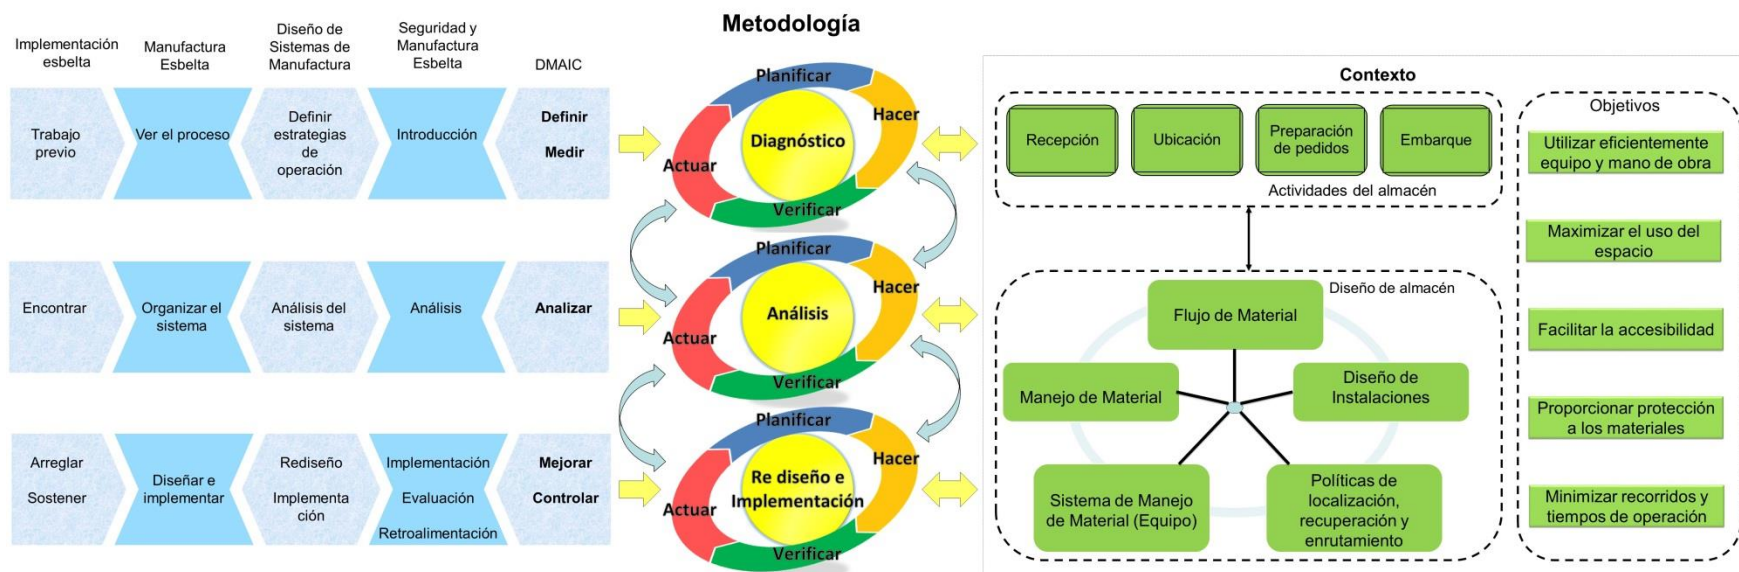 Metodología
Implementación
esbelta
Manufactura
Esbelta
Diseño de
Sistemas de
Manufactura
Seguridad y
Manufactura
Esbelta
DMAIC
Trabajo
previo
Ver el proceso
Definir
estrategias
de
operación
Introducción
Definir
Medir
Encontrar
Organizar el
sistema
Análisis del
sistema
Análisis
Analizar
Arreglar
Sostener
Diseñar e
implementar
Rediseño
Implementa
ción
Implementación
Evaluación
Retroalimentación
Mejorar
Controlar
Planificar
Hacer
Diagnóstico
Actuar
Verificar
Planificar
Hacer
Análisis
Actuar
Verificar
Planificar
Hacer
Re diseño e
Implementación
Actuar
Verificar
Contexto
Recepción
Ubicación
Preparación
de pedidos
Embarque
Actividades del almacén
Diseño de almacén
Flujo de Material
Manejo de Material
Diseño de
Instalaciones
Sistema de Manejo
de Material (Equipo)
Políticas de
localización,
recuperación y
enrutamiento
Objetivos
Utilizar eficientemente
equipo y mano de obra
Maximizar el uso del
espacio
Facilitar la accesibilidad
Proporcionar protección
a los materiales
Minimizar recorridos y
tiempos de operación